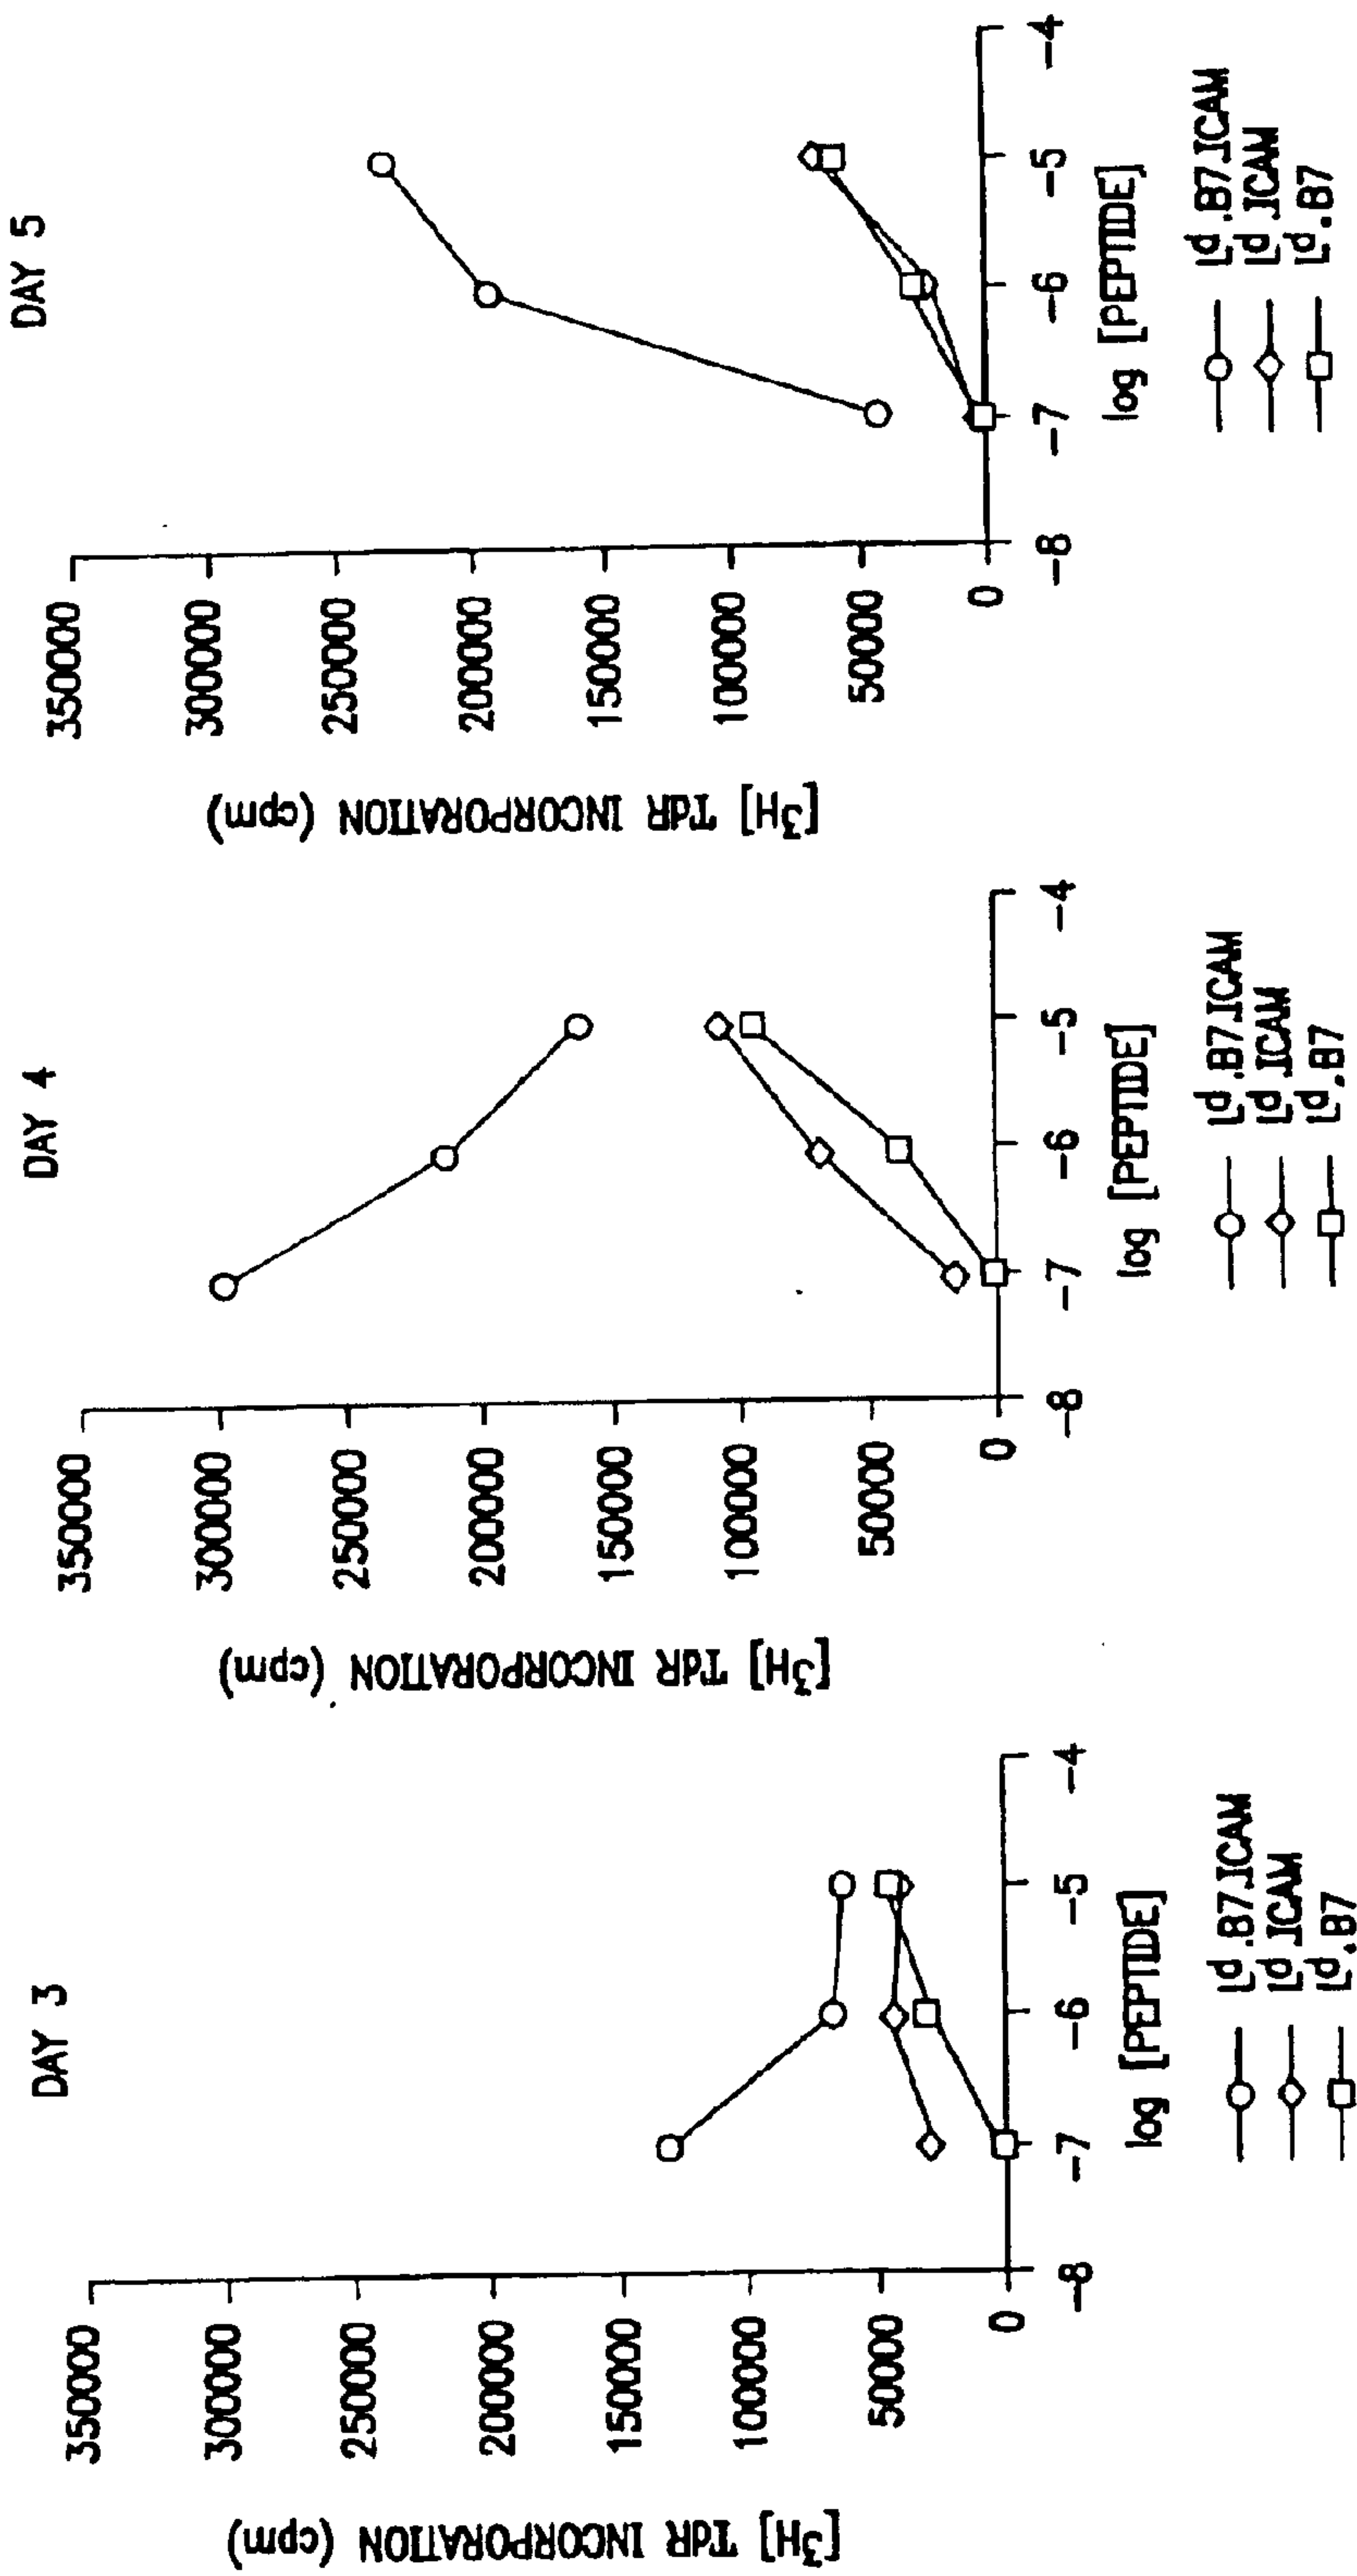 DAY 3
[³H] TdR INCORPORATION (cpm)
350000
300000
250000
200000
150000
100000
50000
0
-8
-7
-6
-5
-4
log [PEPTIDE]
Ld.B7.ICAM
Ld.ICAM
Ld.B7
DAY 4
[³H] TdR INCORPORATION (cpm)
350000
300000
250000
200000
150000
100000
50000
0
-8
-7
-6
-5
-4
log [PEPTIDE]
Ld.B7.ICAM
Ld.ICAM
Ld.B7
DAY 5
[³H] TdR INCORPORATION (cpm)
350000
300000
250000
200000
150000
100000
50000
0
-8
-7
-6
-5
-4
log [PEPTIDE]
Ld.B7.ICAM
Ld.ICAM
Ld.B7